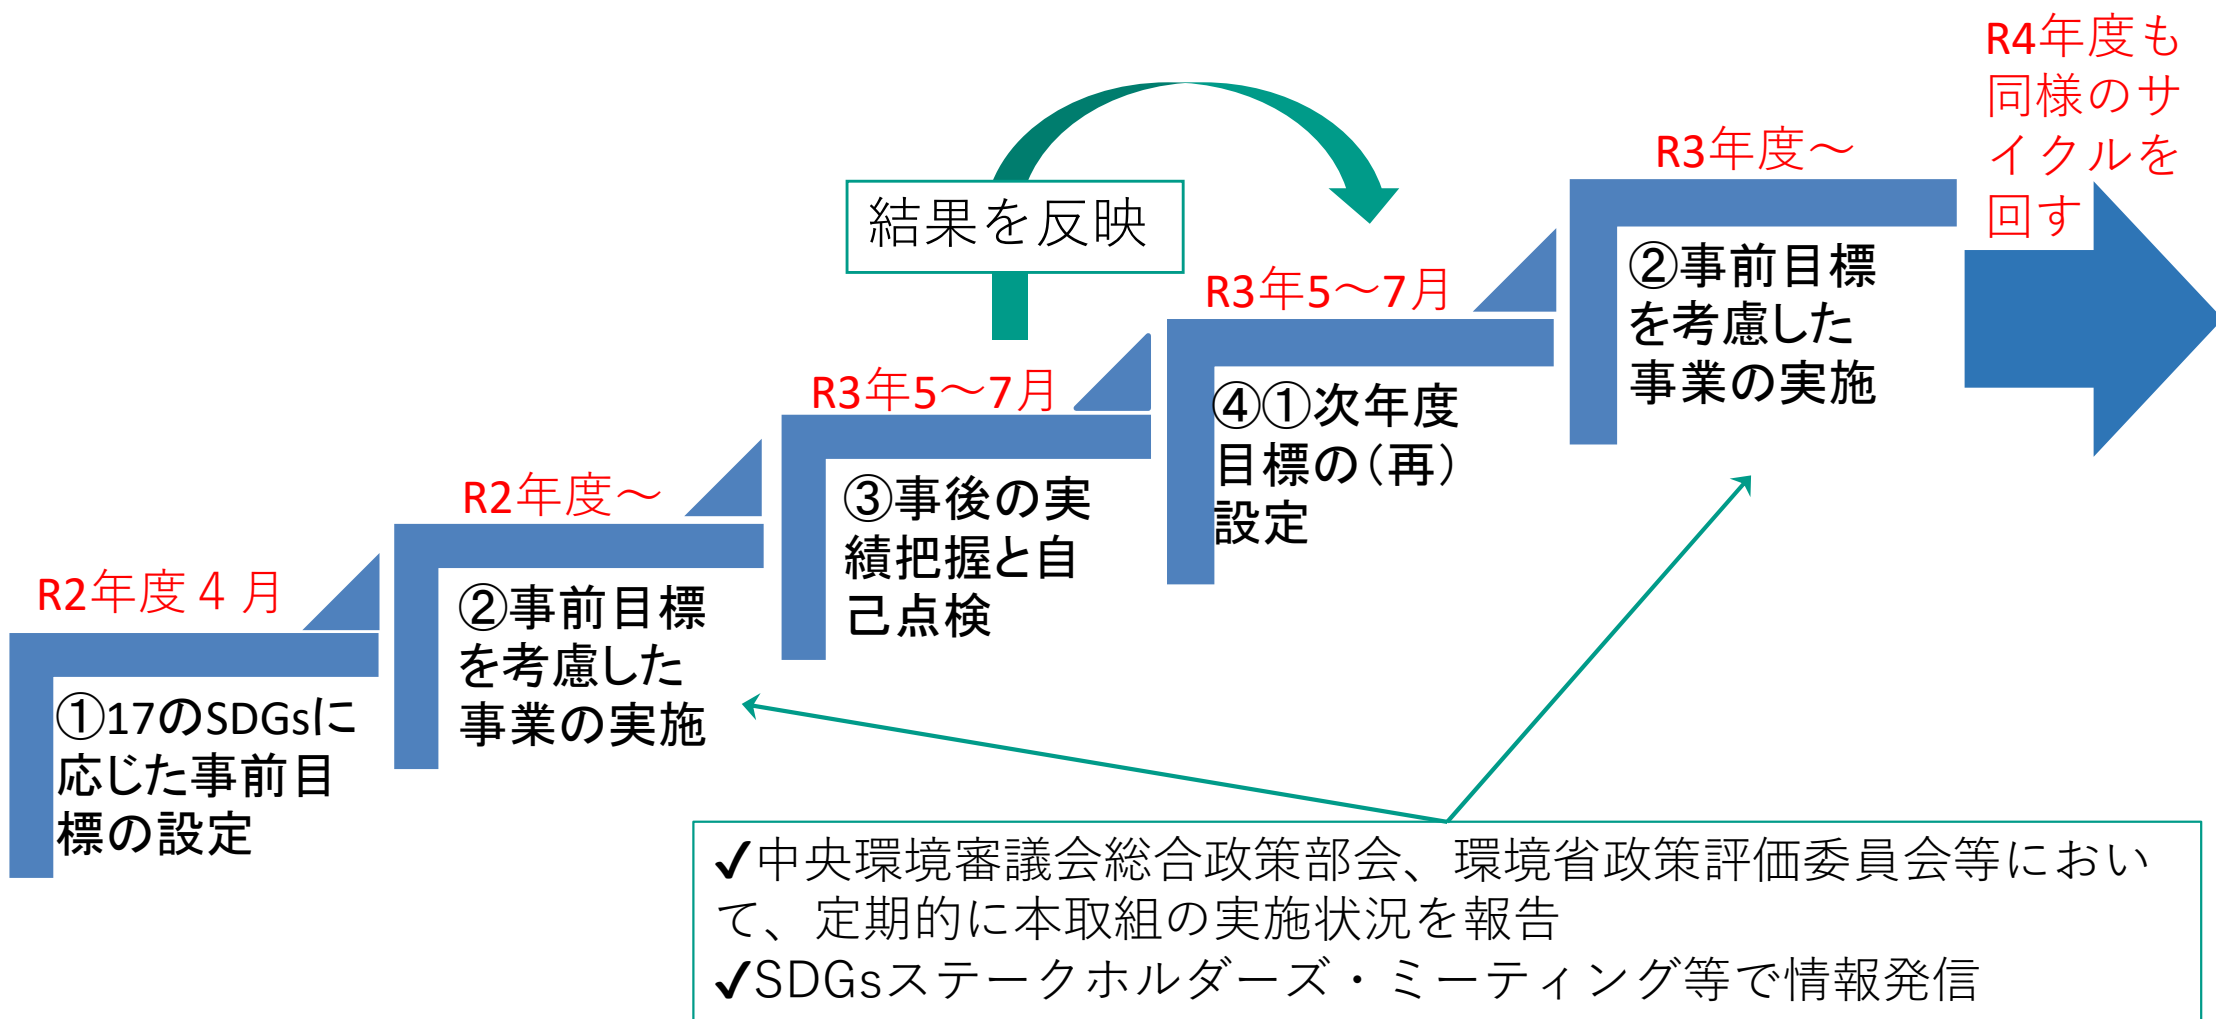 R2年度４月
①17のSDGsに
応じた事前目
標の設定
R2年度～
②事前目標
を考慮した
事業の実施
R3年5～7月
③事後の実
績把握と自
己点検
結果を反映
R3年5～7月
④①次年度
目標の（再）
設定
R3年度～
②事前目標
を考慮した
事業の実施
R4年度も
同様のサ
イクルを
回す
✓中央環境審議会総合政策部会、環境省政策評価委員会等におい
て、定期的に本取組の実施状況を報告
✓SDGsステークホルダーズ・ミーティング等で情報発信